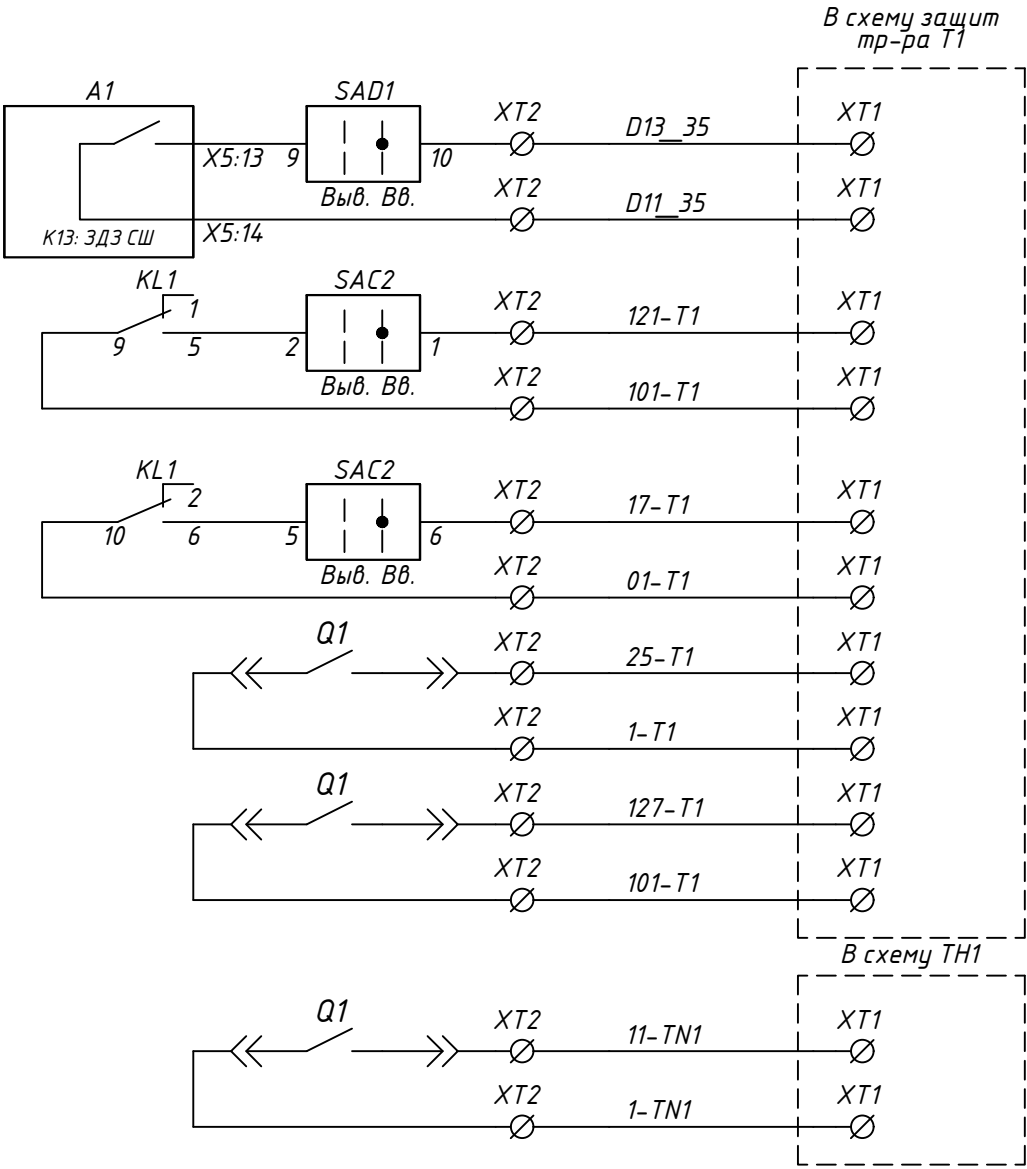 В схему защит
тр-ра Т1
A1
SAD1
XT2
D13__35
XT1
X5:13
9
10
Выв. Вв.
XT2
D11__35
XT1
К13: ЗДЗ СШ
X5:14
KL1
1
SAC2
XT2
121-T1
XT1
9
5
2
1
Выв. Вв.
XT2
101-T1
XT1
KL1
2
SAC2
XT2
17-T1
XT1
10
6
5
6
Выв. Вв.
XT2
01-T1
XT1
Q1
XT2
25-T1
XT1
XT2
1-T1
XT1
Q1
XT2
127-T1
XT1
XT2
101-T1
XT1
В схему ТН1
Q1
XT2
11-TN1
XT1
XT2
1-TN1
XT1